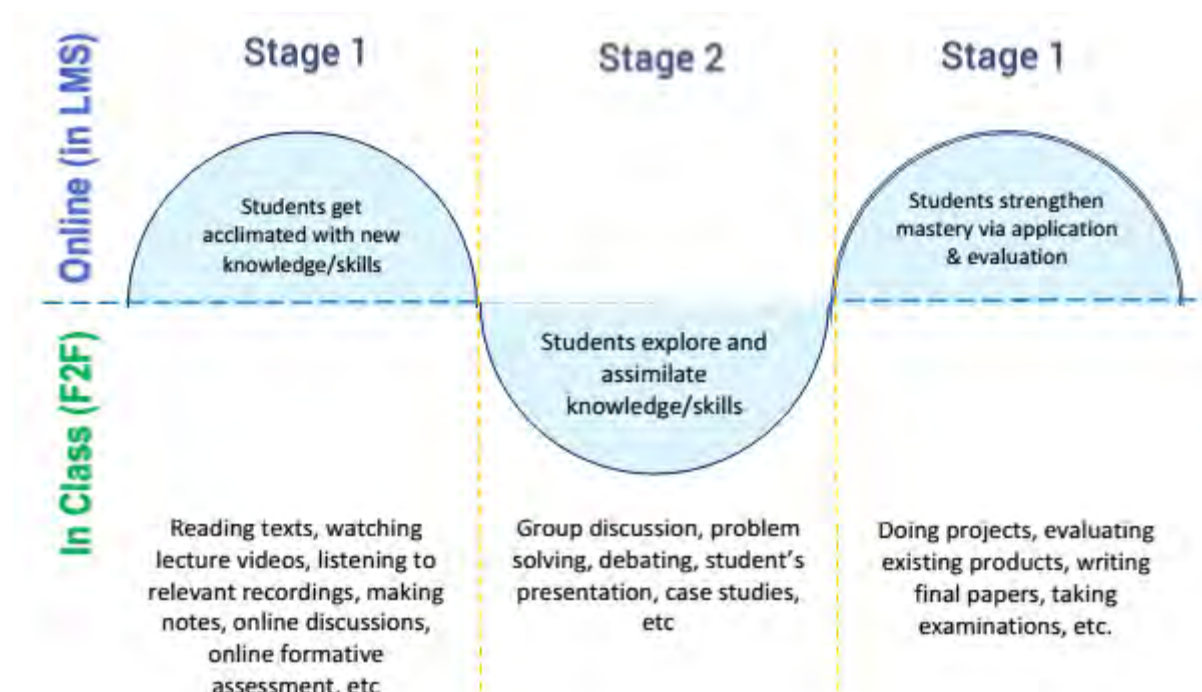 Online (in LMS)
In Class (F2F)
Stage 1
Stage 2
Stage 1
Students get
acclimated with new
knowledge/skills
Students explore and
assimilate
knowledge/skills
Students strengthen
mastery via application
& evaluation
Reading texts, watching
lecture videos, listening to
relevant recordings, making
notes, online discussions,
online formative
assessment, etc
Group discussion, problem
solving, debating, student's
presentation, case studies,
etc
Doing projects, evaluating
existing products, writing
final papers, taking
examinations, etc.